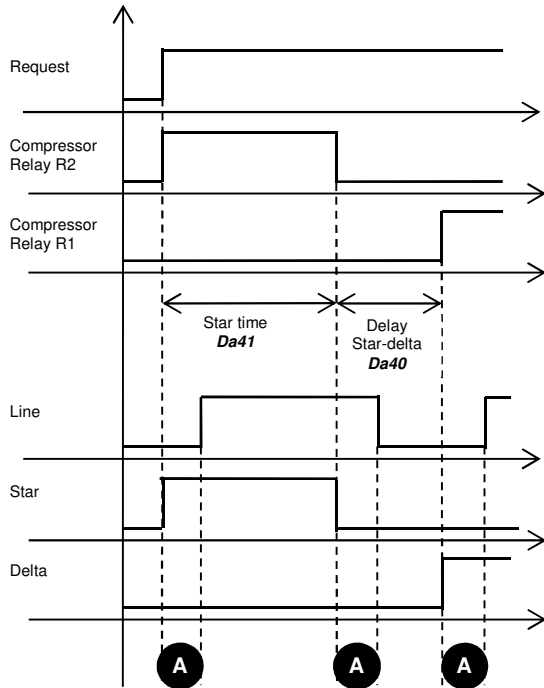 Request
Compressor
Relay R2
Compressor
Relay R1
Star time
Da41
Delay
Star-delta
Da40
Line
Star
Delta
A
A
A